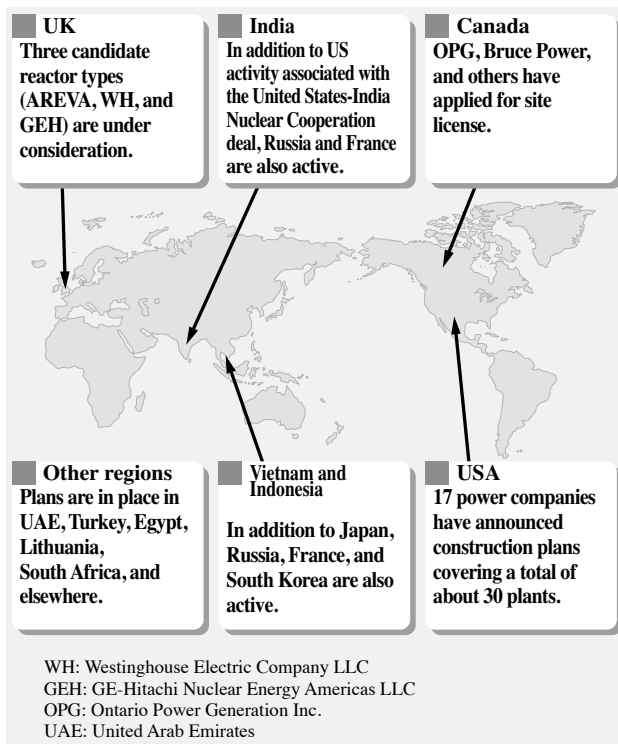 UK
Three candidate
reactor types
(AREVA, WH, and
GEH) are under
consideration.
India
In addition to US
activity associated with
the United States-India
Nuclear Cooperation
deal, Russia and France
are also active.
Canada
OPG, Bruce Power,
and others have
applied for site
license.
Other regions
Plans are in place in
UAE, Turkey, Egypt,
Lithuania,
South Africa, and
elsewhere.
Vietnam and
Indonesia
In addition to Japan,
Russia, France, and
South Korea are also
active.
USA
17 power companies
have announced
construction plans
covering a total of
about 30 plants.
WH: Westinghouse Electric Company LLC
GEH: GE-Hitachi Nuclear Energy Americas LLC
OPG: Ontario Power Generation Inc.
UAE: United Arab Emirates